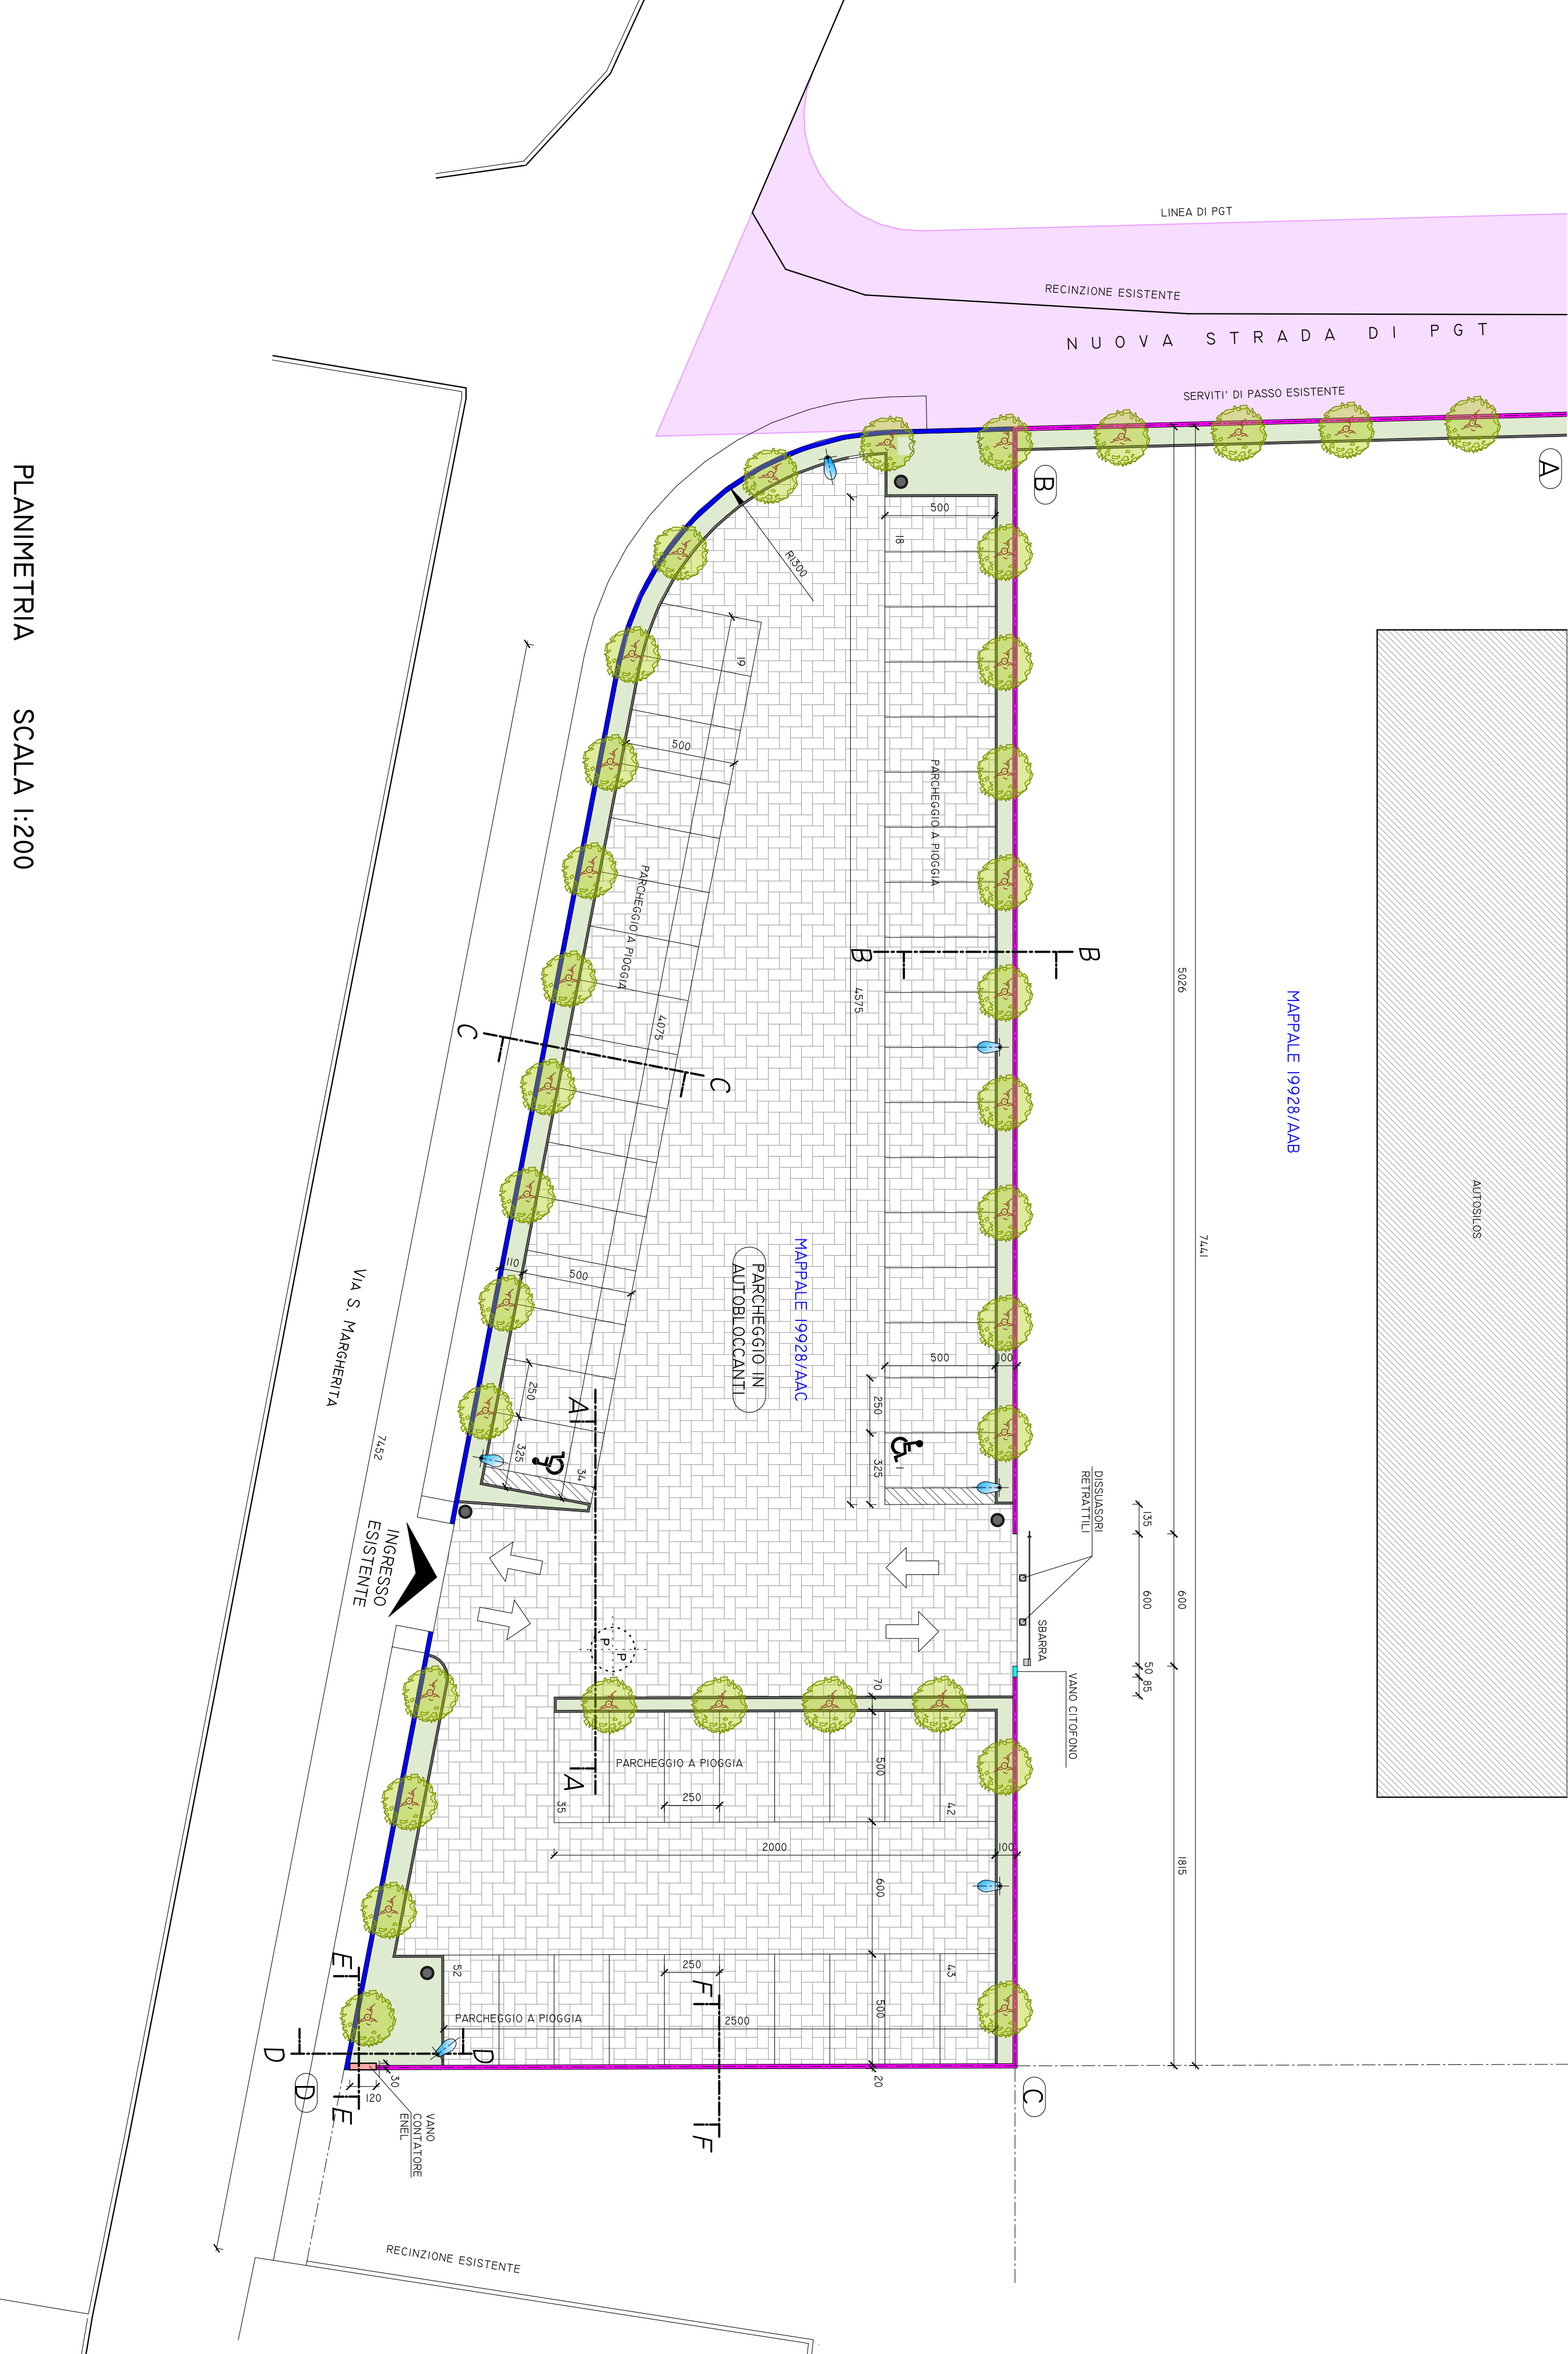 PLANIMETRIA SCALA 1:200
LINEA DI PGT
RECINZIONE ESISTENTE
NUOVA STRADA DI PGT
SERVITI' DI PASSO ESISTENTE
A
B
500
18
R1300
19
500
PARCHEGGIO A PIOGGIA
PARCHEGGIO A PIOGGIA
B
B
4575
4075
C
C
5026
7441
MAPPALE 19928/AAB
AUTOSILOS
MAPPALE 19928/AAC
PARCHEGGIO IN
AUTOBLOCCANTI
110
500
VIA S. MARGHERITA
7452
500
100
250
325
1
250
325
34
A
DISSUASORI
RETRATTILI
135
600
600
50
85
SBARRA
VANO CITOFONO
INGRESSO
ESISTENTE
P
P
70
PARCHEGGIO A PIOGGIA
A
500
35
250
42
2000
100
600
1815
52
250
43
E
F
500
PARCHEGGIO A PIOGGIA
2500
D
D
30
120
20
D
E
C
F
VANO
CONTATORE
ENEL
RECINZIONE ESISTENTE